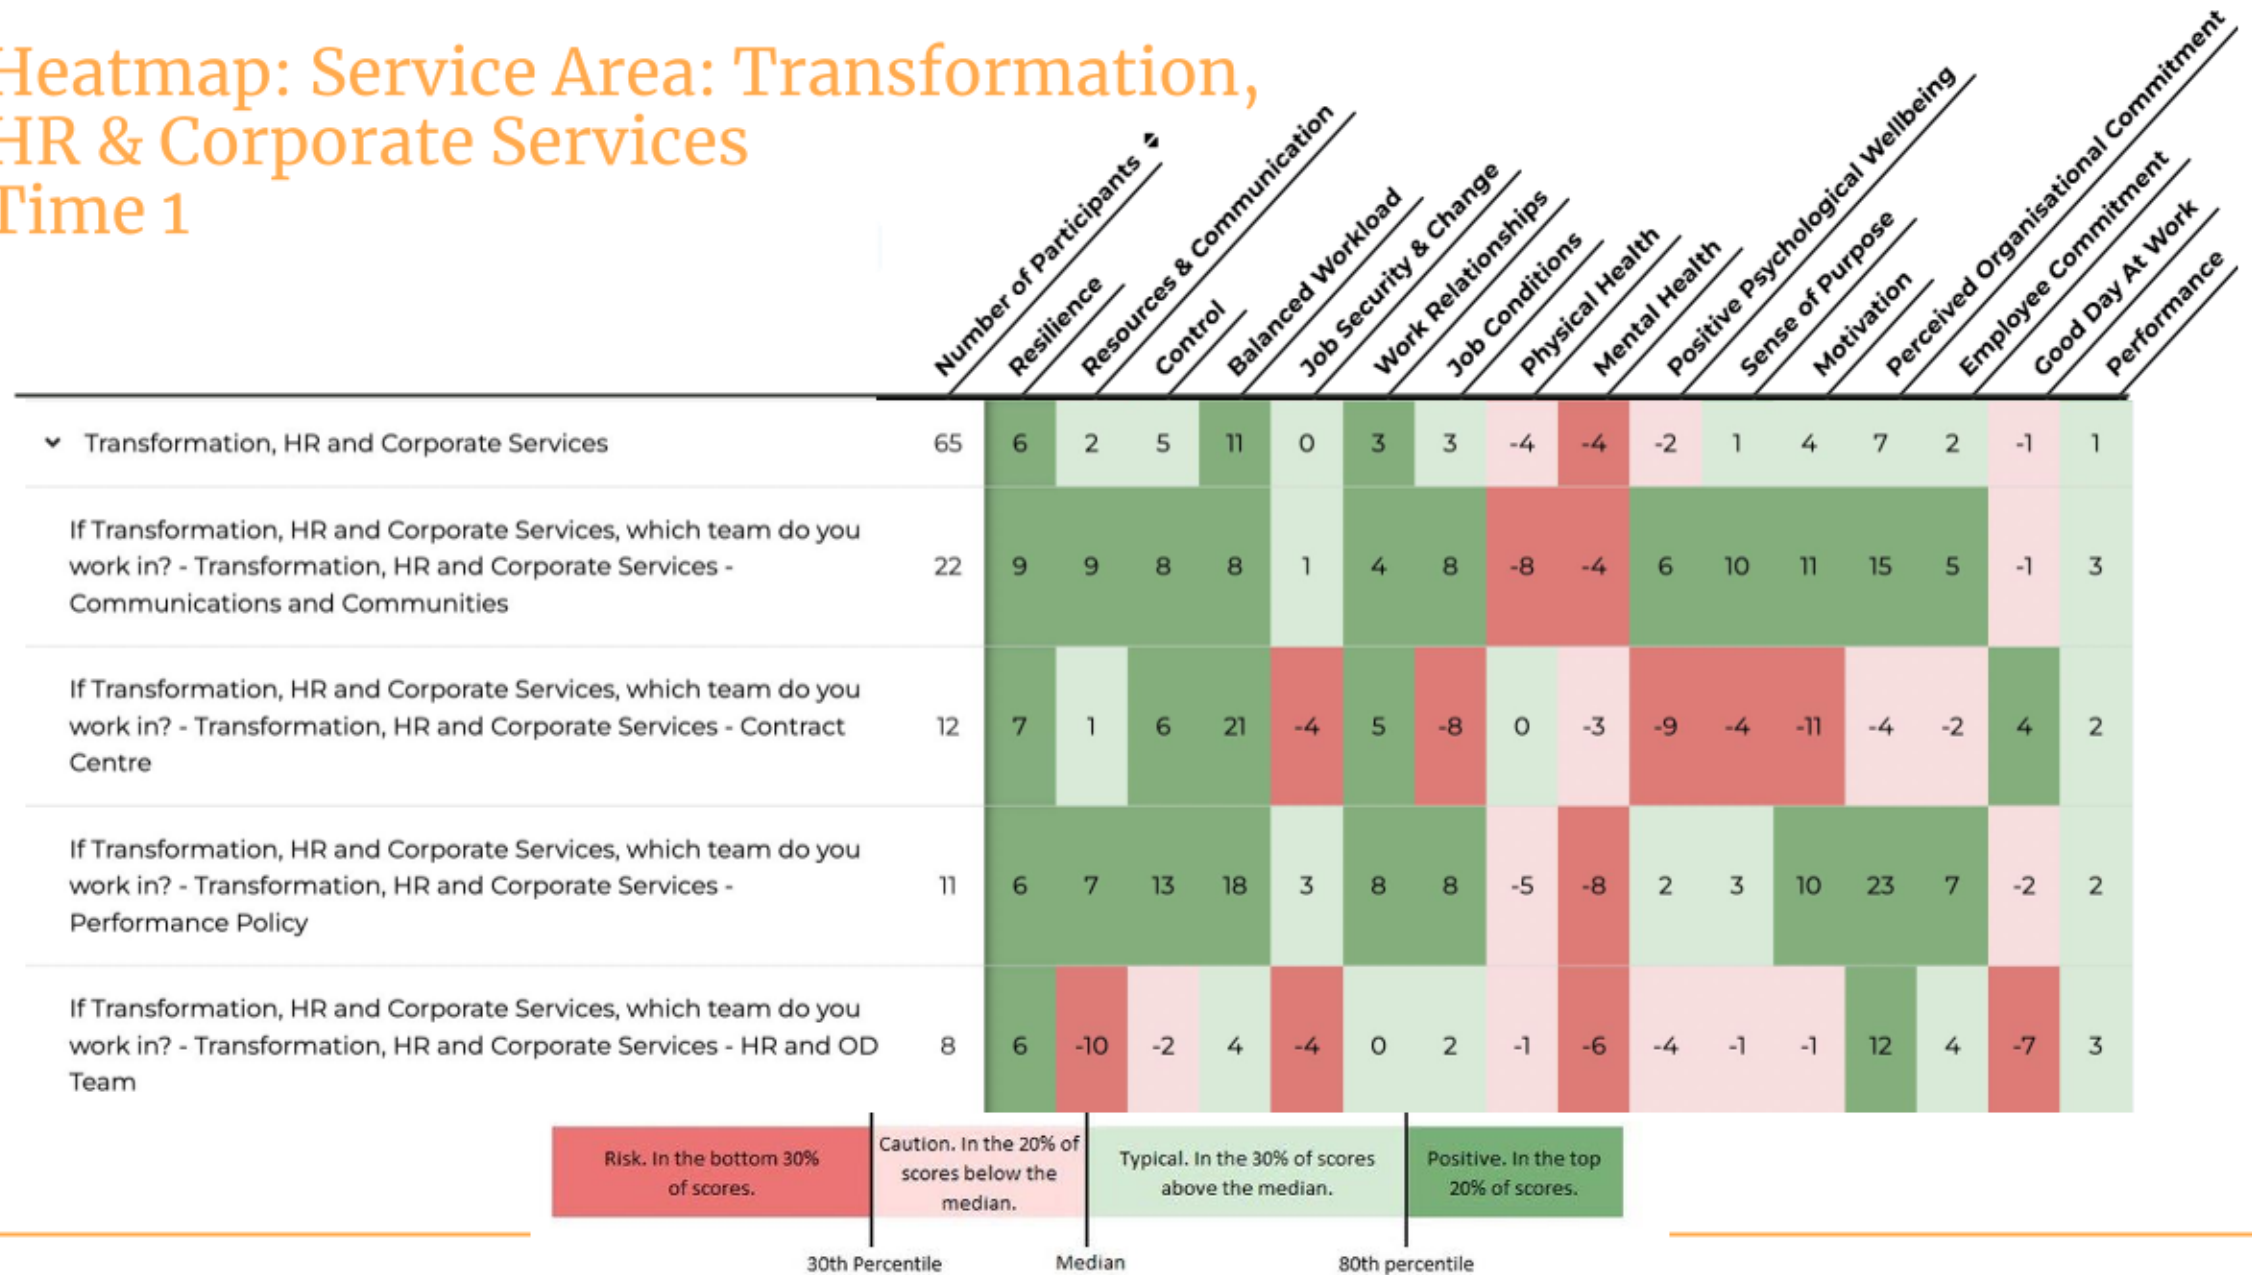 Heatmap: Service Area: Transformation,
HR & Corporate Services
Time 1
Number of Participants
Resilience
Resources & Communication
Control
Balanced Workload
Job Security & Change
Work Relationships
Job Conditions
Physical Health
Mental Health
Positive Psychological Wellbeing
Sense of Purpose
Motivation
Perceived Organisational Commitment
Employee Commitment
Good Day At Work
Performance
Transformation, HR and Corporate Services 65 6 2 5 11 0 3 3 -4 -4 -2 1 4 7 2 -1 1
If Transformation, HR and Corporate Services, which team do you
work in? - Transformation, HR and Corporate Services - 22 9 9 8 8 1 4 8 -8 -4 6 10 11 15 5 -1 3
Communications and Communities
If Transformation, HR and Corporate Services, which team do you
work in? - Transformation, HR and Corporate Services - Contract 12 7 1 6 21 -4 5 -8 0 -3 -9 -4 -11 -4 -2 4 2
Centre
If Transformation, HR and Corporate Services, which team do you
work in? - Transformation, HR and Corporate Services - 11 6 7 13 18 3 8 8 -5 -8 2 3 10 23 7 -2 2
Performance Policy
If Transformation, HR and Corporate Services, which team do you
work in? - Transformation, HR and Corporate Services - HR and OD 8 6 -10 -2 4 -4 0 2 -1 -6 -4 -1 -1 12 4 -7 3
Team
Risk. In the bottom 30%
of scores.
Caution. In the 20% of
scores below the
median.
Typical. In the 30% of scores
above the median.
Positive. In the top
20% of scores.
30th Percentile
Median
80th percentile